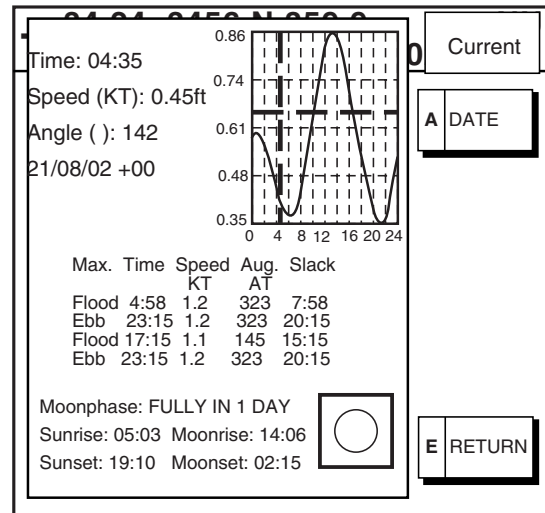 Time: 04:35
Speed (KT): 0.45ft
Angle ( ): 142
21/08/02 +00
0.86
0.74
0.61
0.48
0.35
0 4 8 12 16 20 24
Max. Time Speed Aug. Slack
KT AT
Flood 4:58 1.2 323 7:58
Ebb 23:15 1.2 323 20:15
Flood 17:15 1.1 145 15:15
Ebb 23:15 1.2 323 20:15
Moonphase: FULLY IN 1 DAY
Sunrise: 05:03 Moonrise: 14:06
Sunset: 19:10 Moonset: 02:15
Current
A DATE
E RETURN